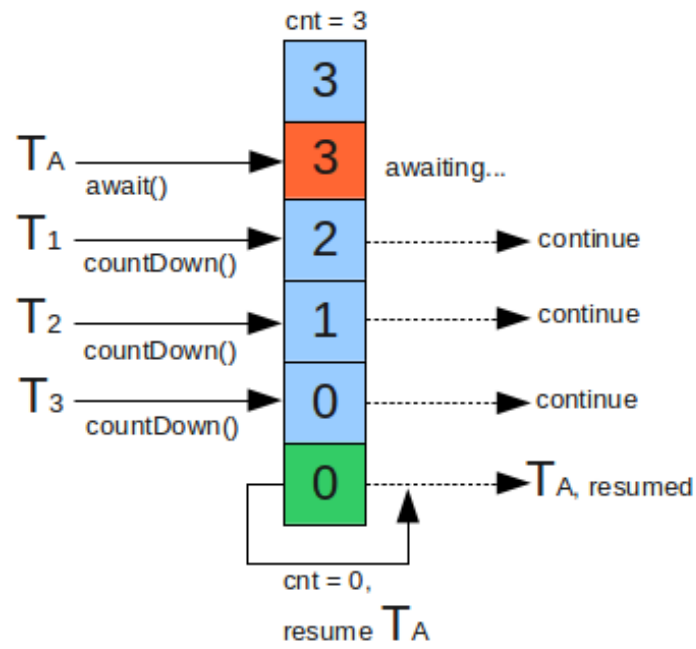 cnt = 3
3
TA 3 awaiting...
await()
T1 2 continue
countDown()
T2 1 continue
countDown()
T3 0 continue
countDown()
0 TA, resumed
cnt = 0,
resume TA